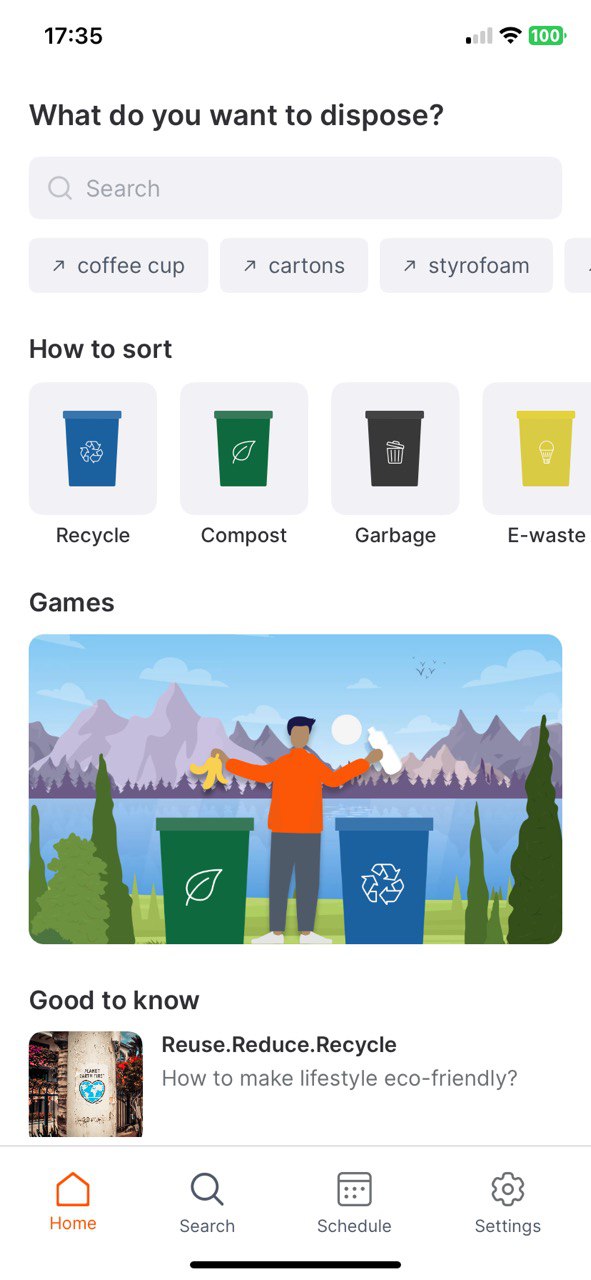 17:35
100
What do you want to dispose?
Search
coffee cup
cartons
styrofoam
How to sort
Recycle
Compost
Garbage
E-waste
Games
Good to know
PLANET
EARTH FIRST
Reuse.Reduce.Recycle
How to make lifestyle eco-friendly?
Home
Search
Schedule
Settings